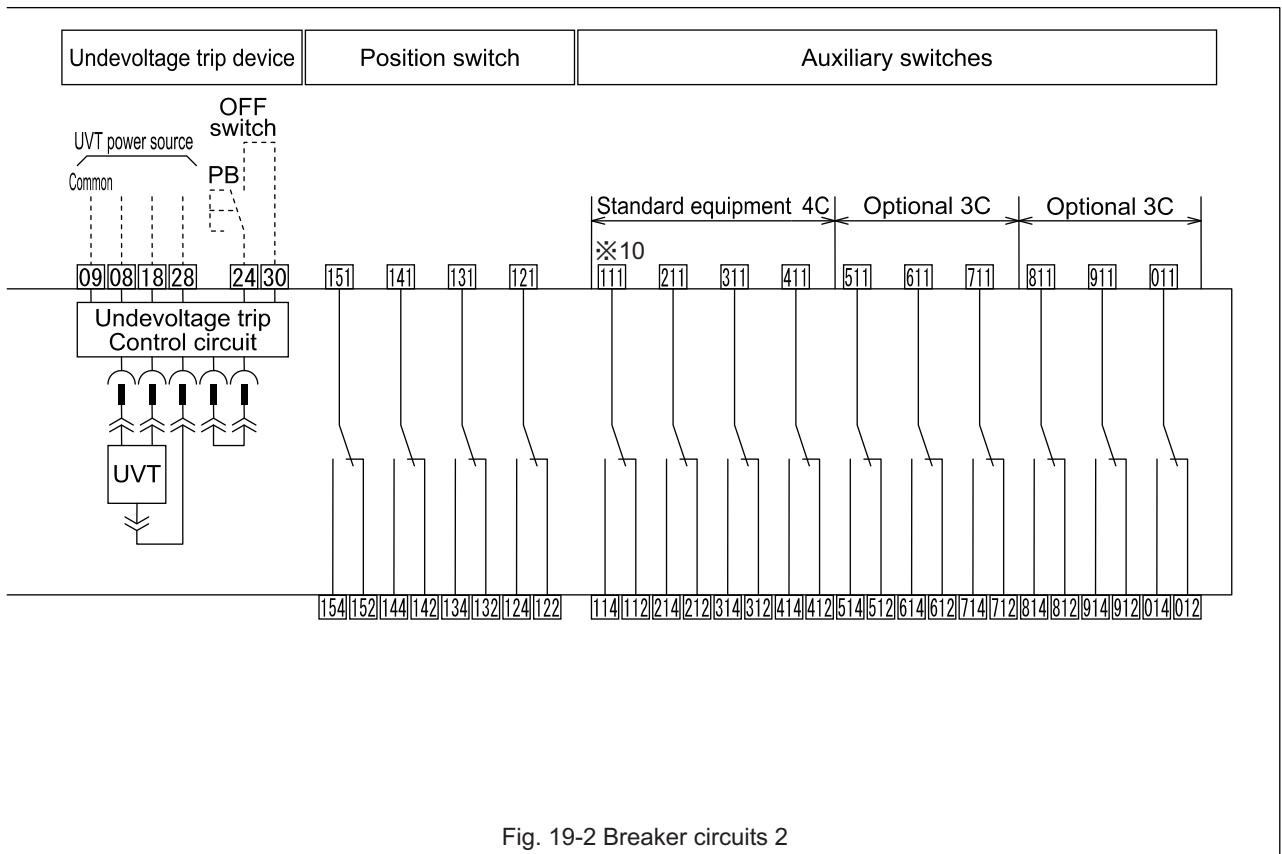 Undevoltage trip device
Position switch
Auxiliary switches
OFF
switch
UVT power source
PB
Common
Standard equipment 4C
Optional 3C
Optional 3C
※10
09 08 18 28 24 30 151 141 131 121 111 211 311 411 511 611 711 811 911 011
Undevoltage trip
Control circuit
UVT
154 152 144 142 134 132 124 122 114 112 214 212 314 312 414 412 514 512 614 612 714 712 814 812 914 912 014 012
Fig. 19-2 Breaker circuits 2